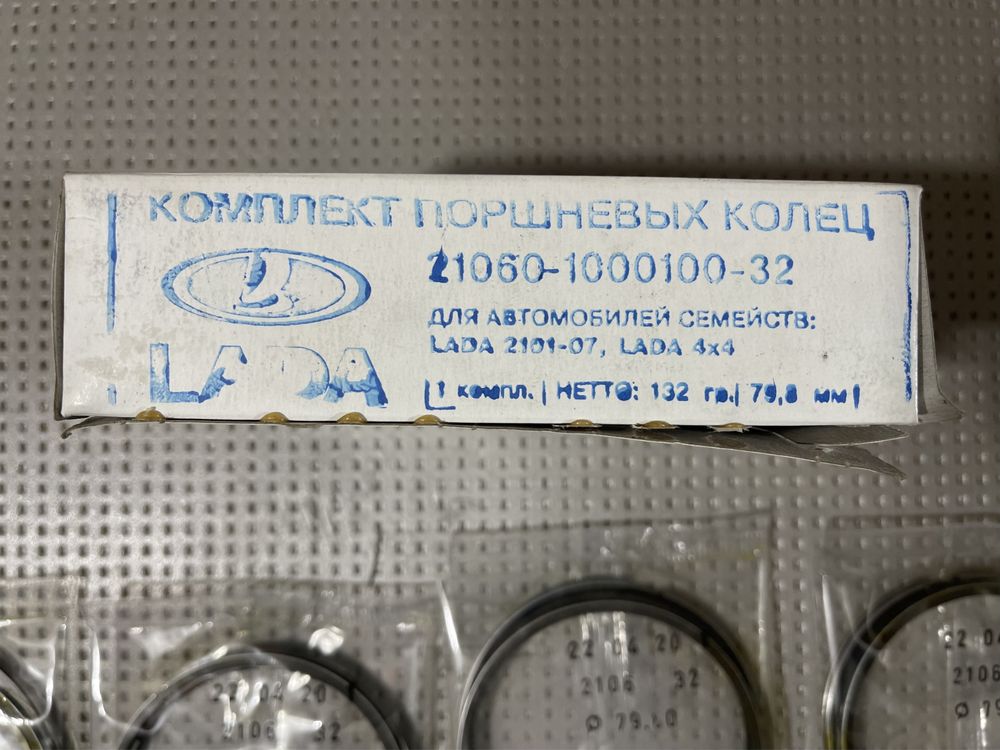 КОМПЛЕКТ ПОРШНЕВЫХ КОЛЕЦ
21060-1000100-32
ДЛЯ АВТОМОБИЛЕЙ СЕМЕЙСТВ:
LADA 2101-07, LADA 4x4
LADA
1 компл. | НЕТТО: 132 гр. | 79,8 мм |
22 04 20
2106 32
22 04 20
2106 32
Ø 79.80
22 04
2106
Ø 79